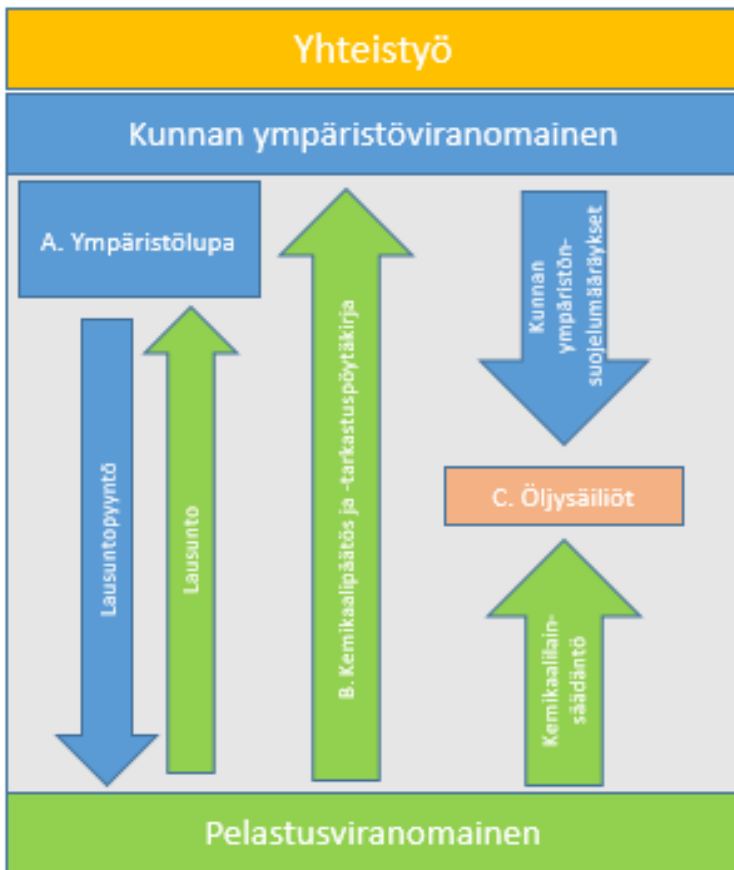 Yhteistyö
Kunnan ympäristöviranomainen
A. Ympäristölupa
Lausuntopyyntö
Lausunto
B. Kemikaalipäätös ja -tarkastuspöytäkirja
Kunnan
ympäristön-
suojelumääräykset
C. Öljysäiliöt
Kemikaalilain-
säädäntö
Pelastusviranomainen